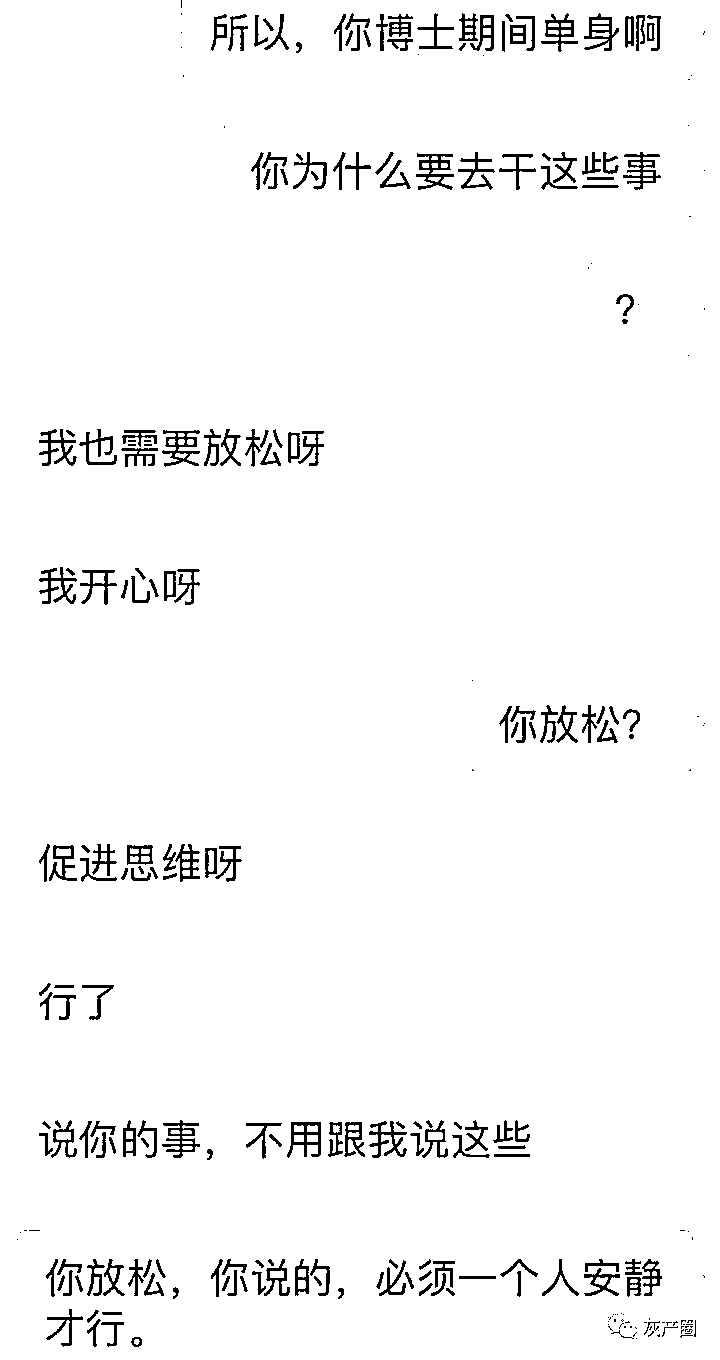 所以，你博士期间单身啊
你为什么要去干这些事
？
我也需要放松呀
我开心呀
你放松？
促进思维呀
行了
说你的事，不用跟我说这些
你放松，你说的，必须一个人安静
才行。
灰产圈